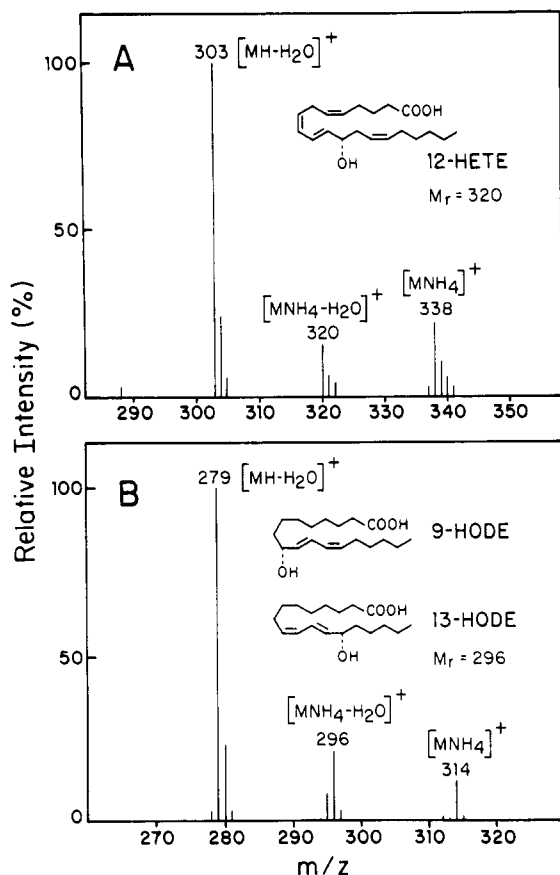 A
303 [MH-H₂O]⁺
100
COOH
OH
12-HETE
Mr = 320
50
[MNH₄-H₂O]⁺
320
[MNH₄]⁺
338
0
290 300 310 320 330 340 350
Relative Intensity (%)
B
279 [MH-H₂O]⁺
100
COOH
9-HODE
OH
COOH
13-HODE
OH
Mr = 296
50
[MNH₄-H₂O]⁺
296
[MNH₄]⁺
314
0
270 280 290 300 310 320
m/z